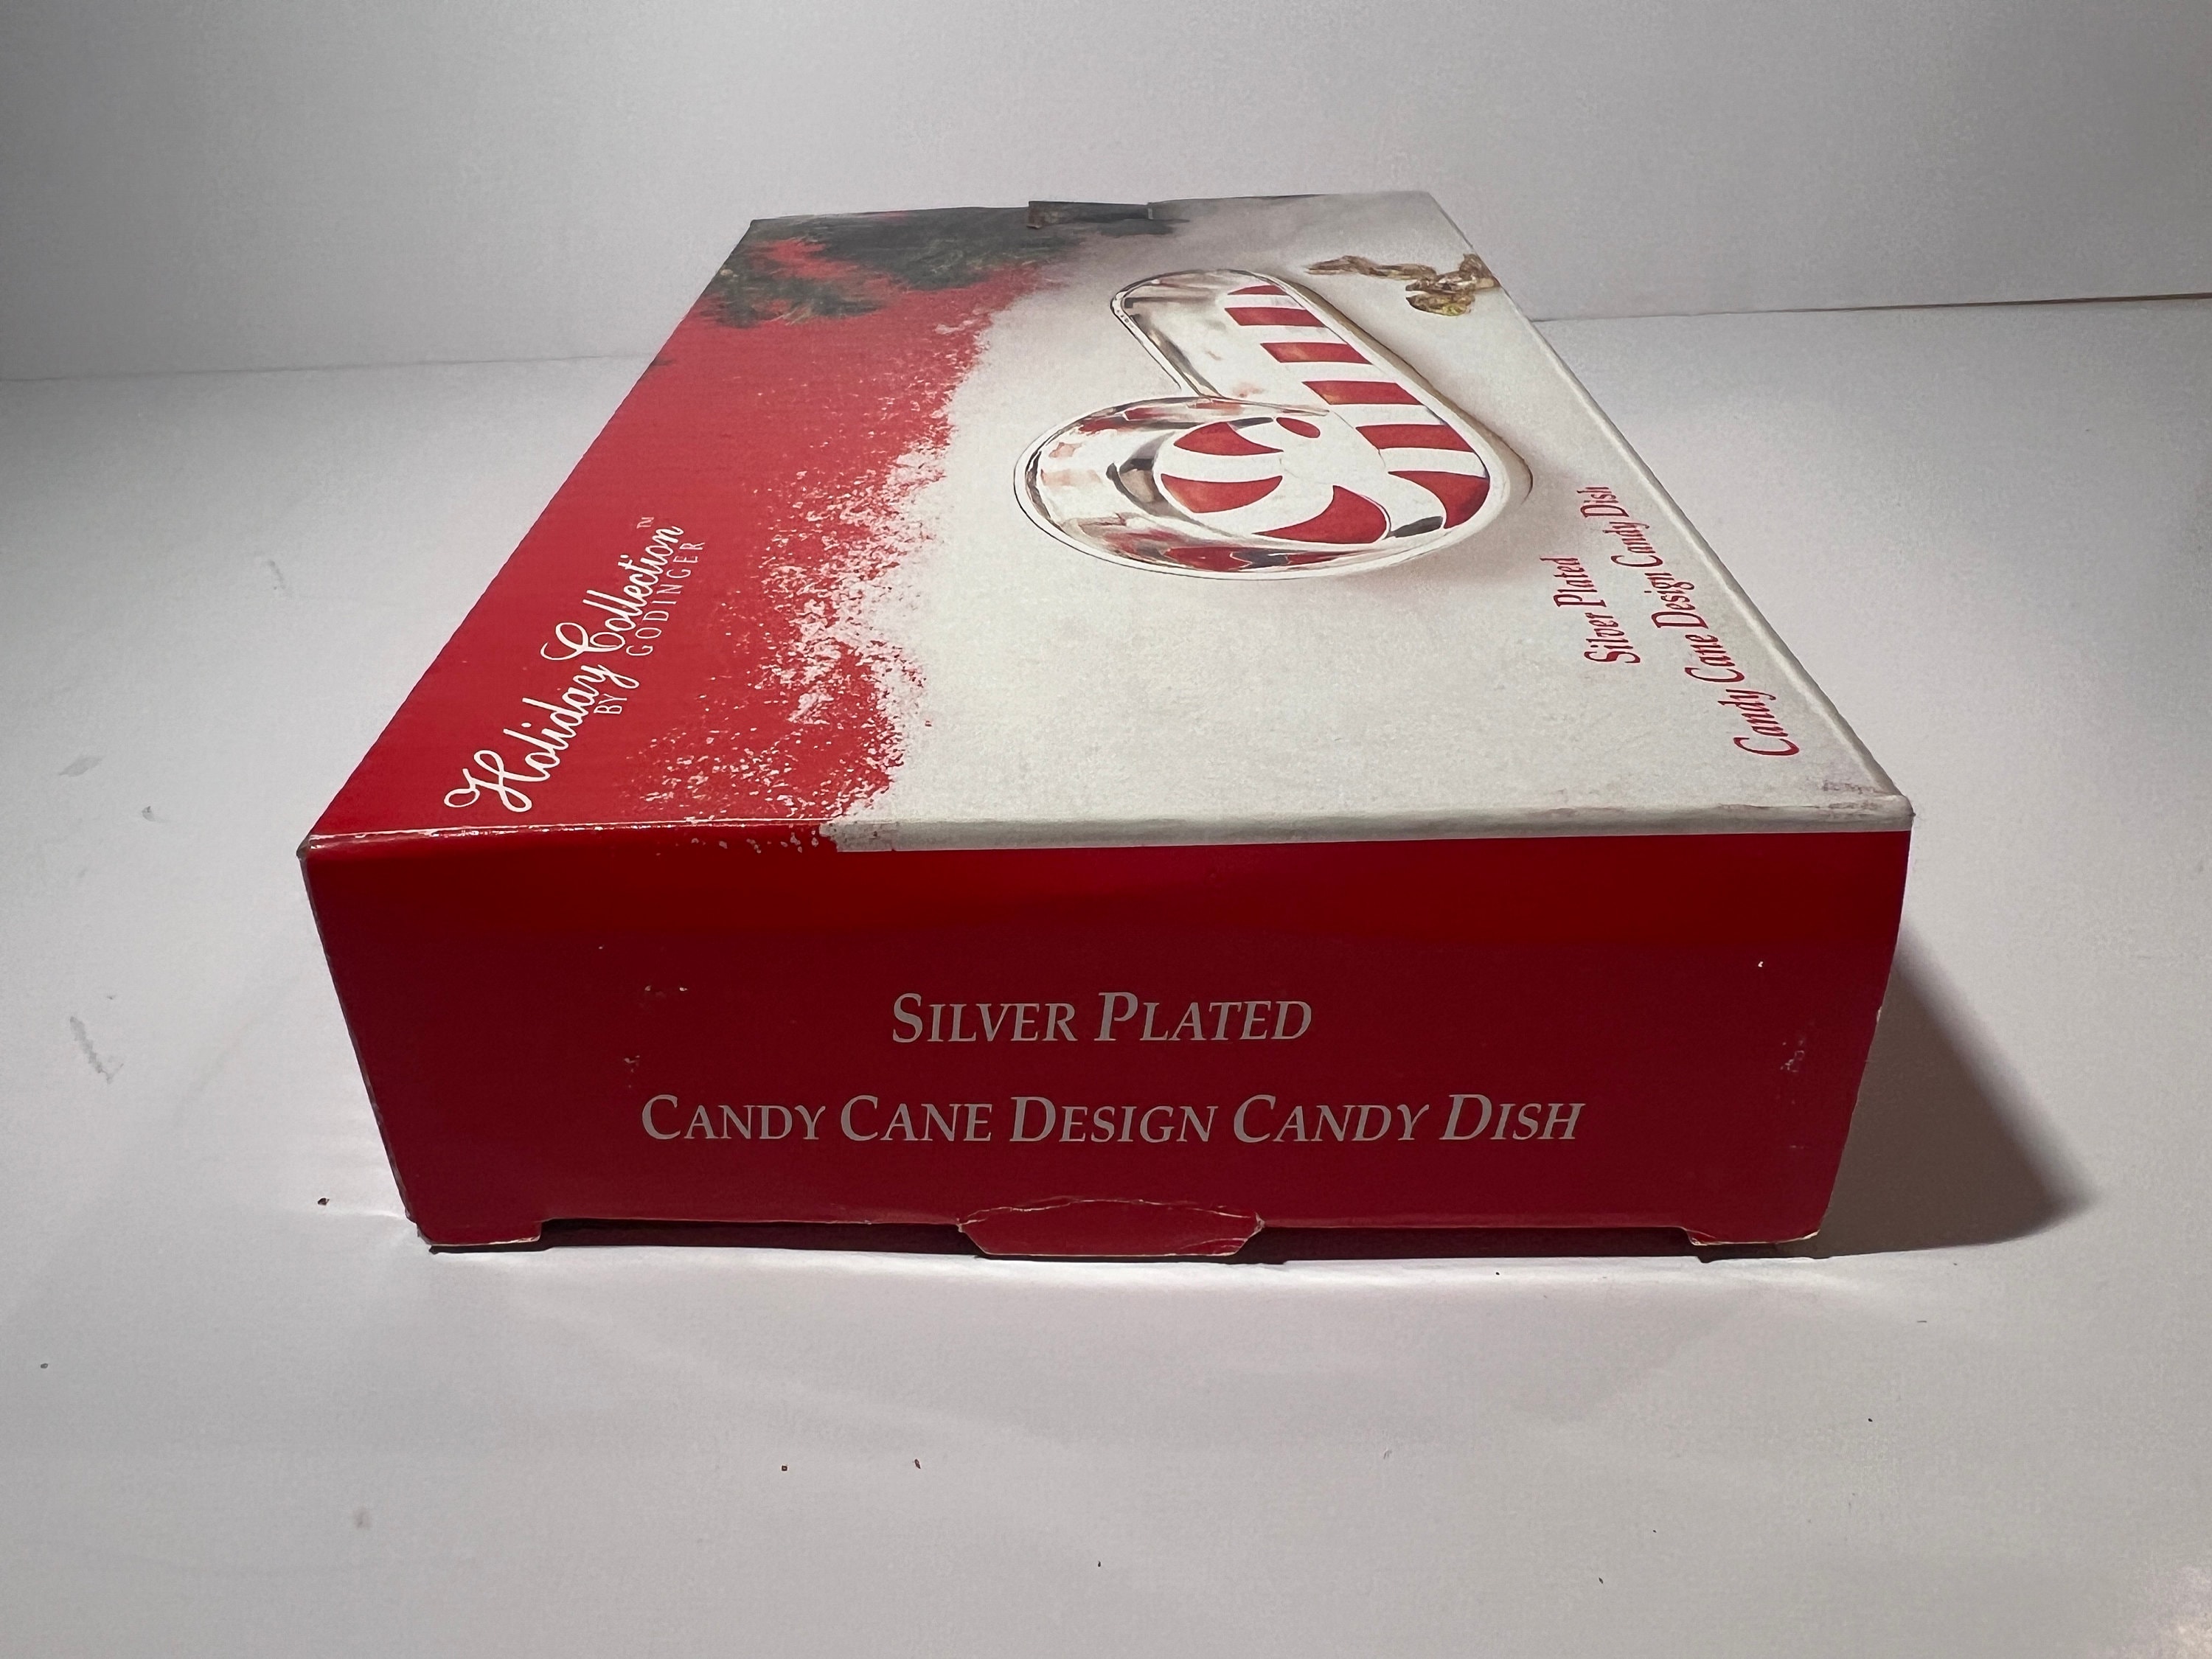 Holiday Collection™
BY GODINGER
Silver Plated
Candy Cane Design Candy Dish
SILVER PLATED
CANDY CANE DESIGN CANDY DISH